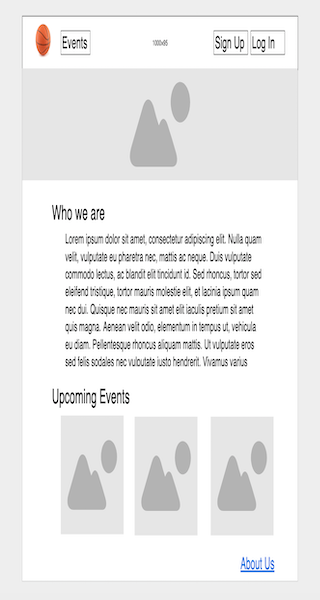 Events
1000x95
Sign Up
Log In
Who we are
Lorem ipsum dolor sit amet, consectetur adipiscing elit. Nulla quam
velit, vulputate eu pharetra nec, mattis ac neque. Duis vulputate
commodo lectus, ac blandit elit tincidunt id. Sed rhoncus, tortor sed
eleifend tristique, tortor mauris molestie elit, et lacinia ipsum quam
nec dui. Quisque nec mauris sit amet elit iaculis pretium sit amet
quis magna. Aenean velit odio, elementum in tempus ut, vehicula
eu diam. Pellentesque rhoncus aliquam mattis. Ut vulputate eros
sed felis sodales nec vulputate justo hendrerit. Vivamus varius
Upcoming Events
About Us